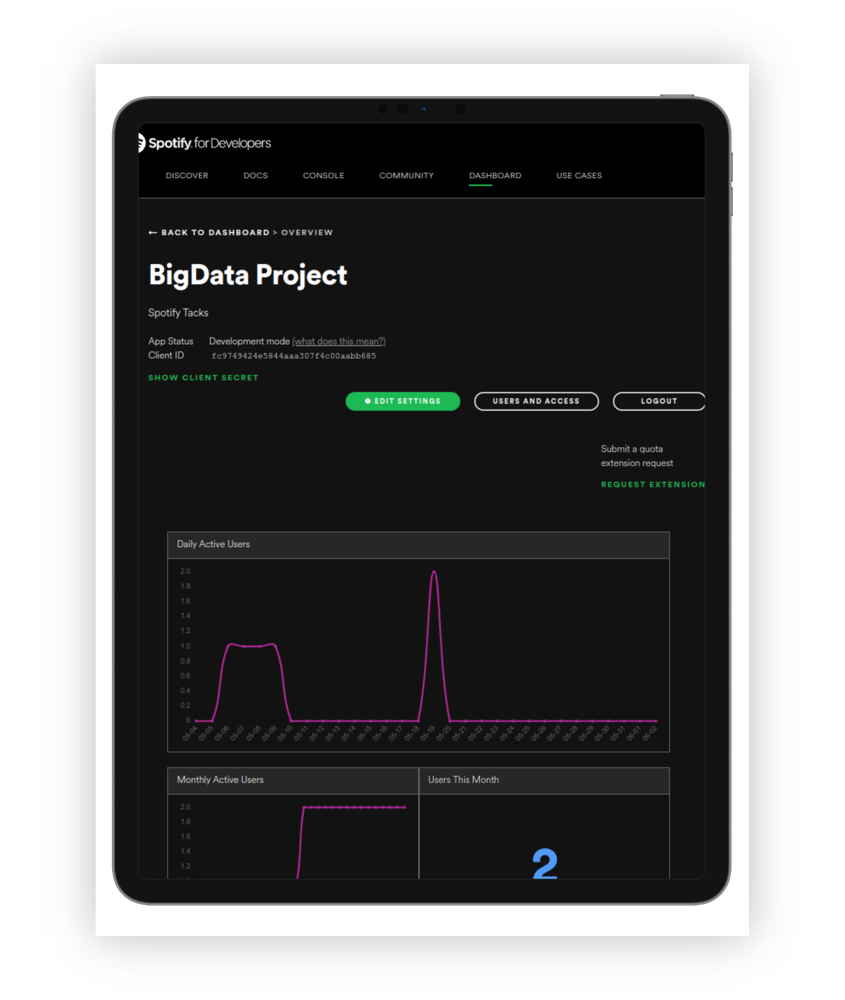 Spotify for Developers
DISCOVER DOCS CONSOLE COMMUNITY DASHBOARD USE CASES
← BACK TO DASHBOARD > OVERVIEW
BigData Project
Spotify Tacks
App Status Development mode (what does this mean?)
Client ID fc9749424e5844aaa307f4c00aabb685
SHOW CLIENT SECRET
EDIT SETTINGS USERS AND ACCESS LOGOUT
Submit a quota
extension request
REQUEST EXTENSION
Daily Active Users
2.0
1.8
1.6
1.4
1.2
1.0
0.8
0.6
0.4
0.2
0
05-04 05-05 05-06 05-07 05-08 05-09 05-10 05-11 05-12 05-13 05-14 05-15 05-16 05-17 05-18 05-19 05-20 05-21 05-22 05-23 05-24 05-25 05-26 05-27 05-28 05-29 05-30 05-31 06-01 06-02
Monthly Active Users Users This Month
2.0
1.8
1.6
1.4
1.2
2